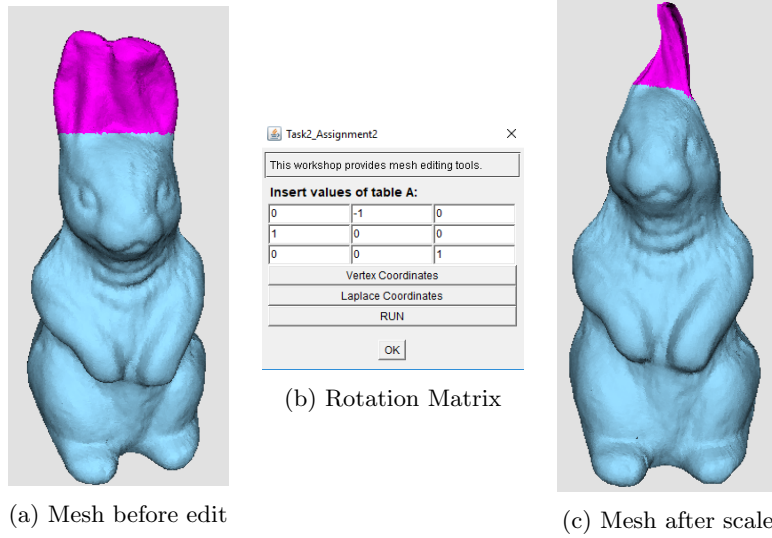 Task2_Assignment2
This workshop provides mesh editing tools.
Insert values of table A:
0 -1 0
1 0 0
0 0 1
Vertex Coordinates
Laplace Coordinates
RUN
OK
(b) Rotation Matrix
(a) Mesh before edit
(c) Mesh after scale